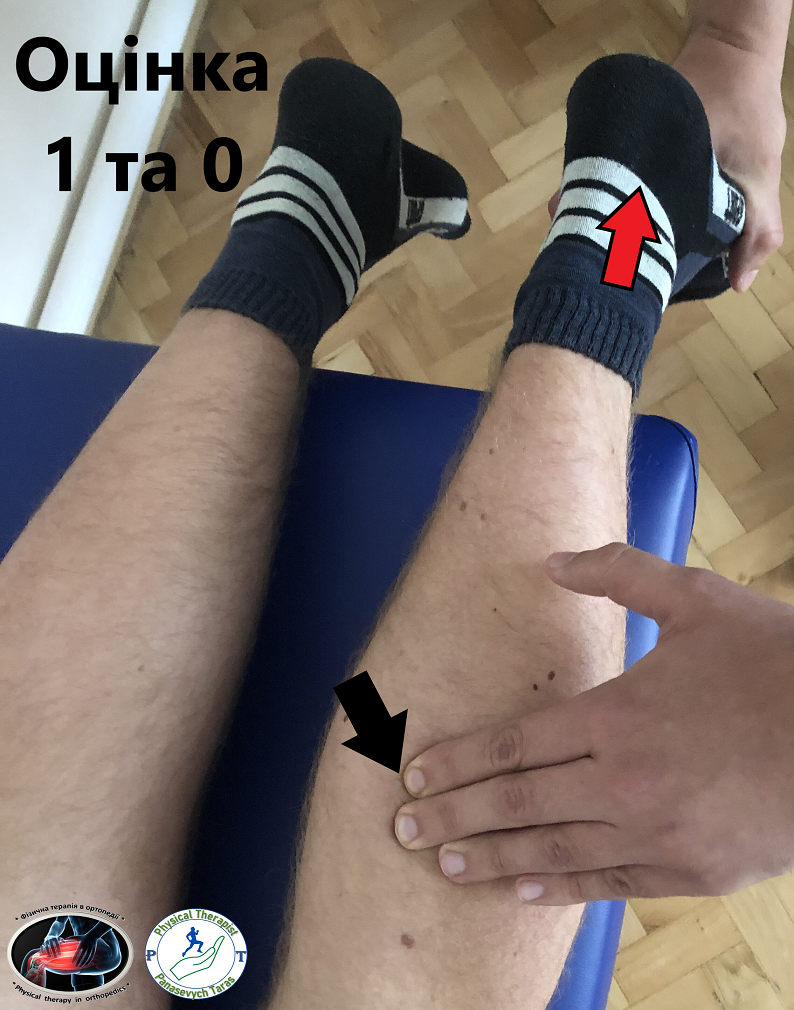 Оцінка
1 та 0
• Фізична терапія в ортопедії •
• Physical therapy in orthopedics •
Physical Therapist
P T
Panasevych Taras